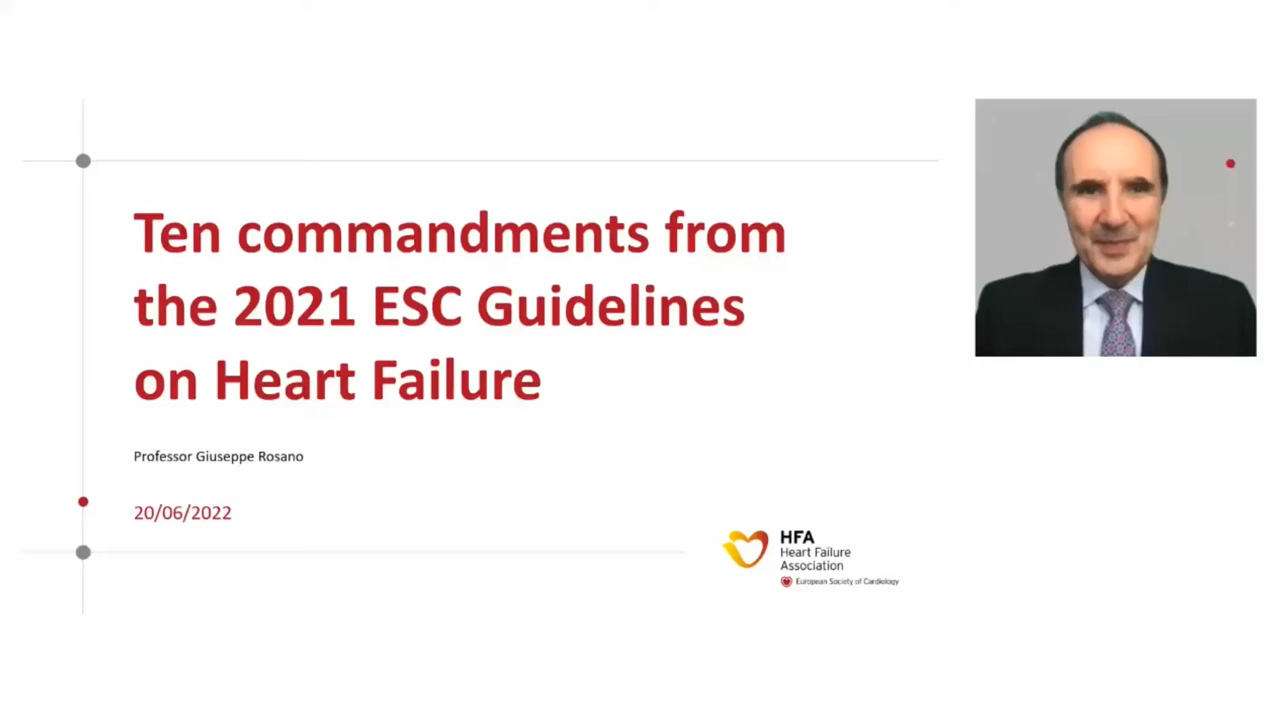 Ten commandments from
the 2021 ESC Guidelines
on Heart Failure
Professor Giuseppe Rosano
20/06/2022
HFA
Heart Failure
Association
European Society of Cardiology